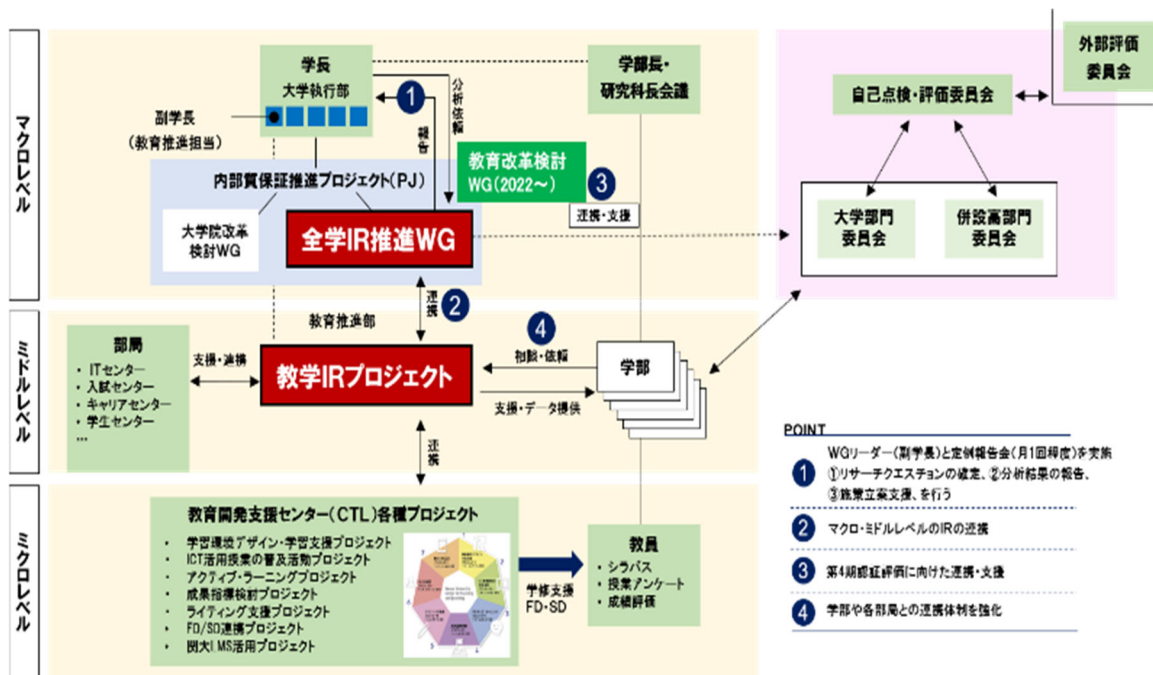 マクロレベル
学長
大学執行部
副学長
(教育推進担当)
1
分析依頼
報告
学部長・
研究科長会議
内部質保証推進プロジェクト(PJ)
大学院改革
検討WG
全学IR推進WG
教育改革検討
WG(2022～)
3
連携・支援
外部評価
委員会
自己点検・評価委員会
大学部門
委員会
併設高部門
委員会
ミドルレベル
連携
2
教育推進部
部局
• ITセンター
• 入試センター
• キャリアセンター
• 学生センター
…
支援・連携
教学IRプロジェクト
4
相談・依頼
支援・データ提供
学部
連携
ミクロレベル
教育開発支援センター(CTL)各種プロジェクト
• 学習環境デザイン・学習支援プロジェクト
• ICT活用授業の普及活動プロジェクト
• アクティブ・ラーニングプロジェクト
• 成果指標検討プロジェクト
• ライティング支援プロジェクト
• FD/SD連携プロジェクト
• 関大LMS活用プロジェクト
学修支援
FD・SD
教員
• シラバス
• 授業アンケート
• 成績評価
POINT
1 WGリーダー(副学長)と定例報告会(月1回程度)を実施
①リサーチクエスチョンの確定、②分析結果の報告、
③施策立案支援、を行う
2 マクロ・ミドルレベルのIRの連携
3 第4期認証評価に向けた連携・支援
4 学部や各部局との連携体制を強化